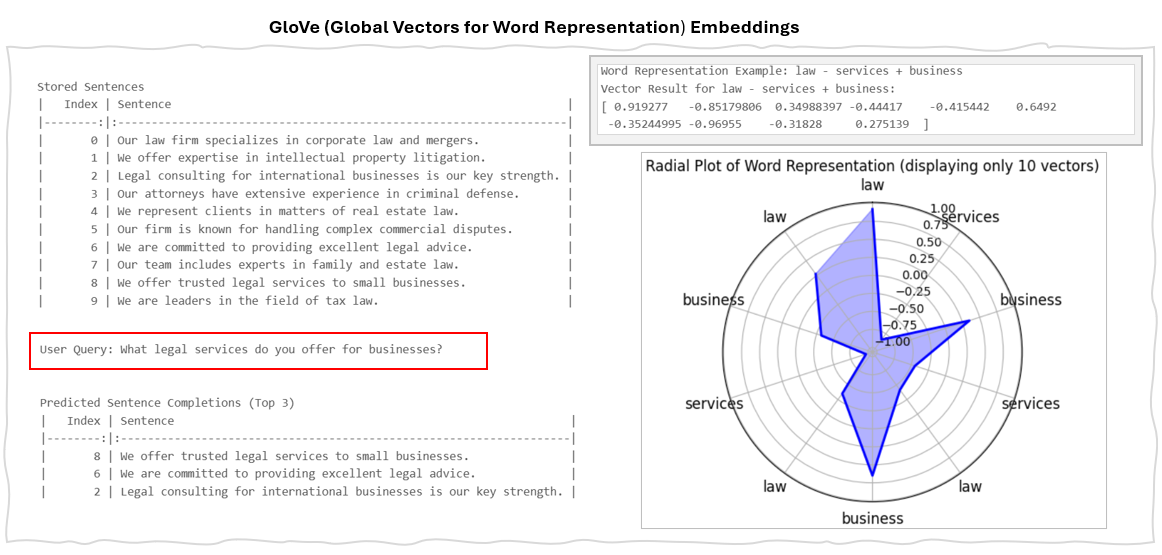 GloVe (Global Vectors for Word Representation) Embeddings
Stored Sentences
| Index | Sentence |
|--------:|:---------------------------------------------------------------|
| 0 | Our law firm specializes in corporate law and mergers. |
| 1 | We offer expertise in intellectual property litigation. |
| 2 | Legal consulting for international businesses is our key strength. |
| 3 | Our attorneys have extensive experience in criminal defense. |
| 4 | We represent clients in matters of real estate law. |
| 5 | Our firm is known for handling complex commercial disputes. |
| 6 | We are committed to providing excellent legal advice. |
| 7 | Our team includes experts in family and estate law. |
| 8 | We offer trusted legal services to small businesses. |
| 9 | We are leaders in the field of tax law. |
User Query: What legal services do you offer for businesses?
Predicted Sentence Completions (Top 3)
| Index | Sentence |
|--------:|:---------------------------------------------------------------|
| 8 | We offer trusted legal services to small businesses. |
| 6 | We are committed to providing excellent legal advice. |
| 2 | Legal consulting for international businesses is our key strength. |
Word Representation Example: law - services + business
Vector Result for law - services + business:
[ 0.919277 -0.85179806 0.34988397 -0.44417 -0.415442 0.6492
-0.35244995 -0.96955 -0.31828 0.275139 ]
Radial Plot of Word Representation (displaying only 10 vectors)
law
services
business
services
law
business
law
services
business
law
1.00
0.75
0.50
0.25
0.00
−0.25
−0.50
−0.75
−1.00